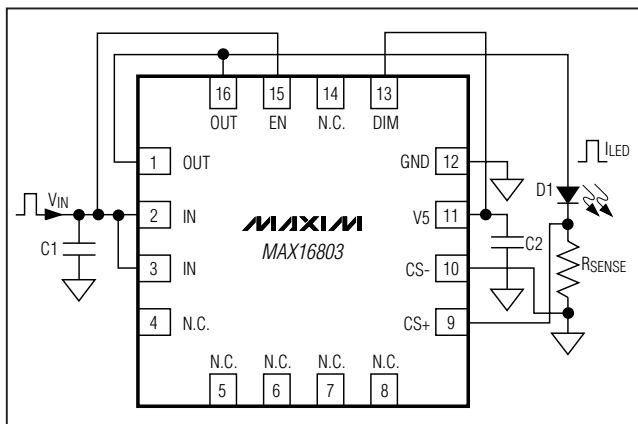 16 15 14 13
OUT EN N.C. DIM
1 OUT GND 12
ILED
VIN 2 IN V5 11 D1
C1 3 IN CS- 10 C2 RSENSE
4 N.C. CS+ 9
MAXIM
MAX16803
N.C. N.C. N.C. N.C.
5 6 7 8